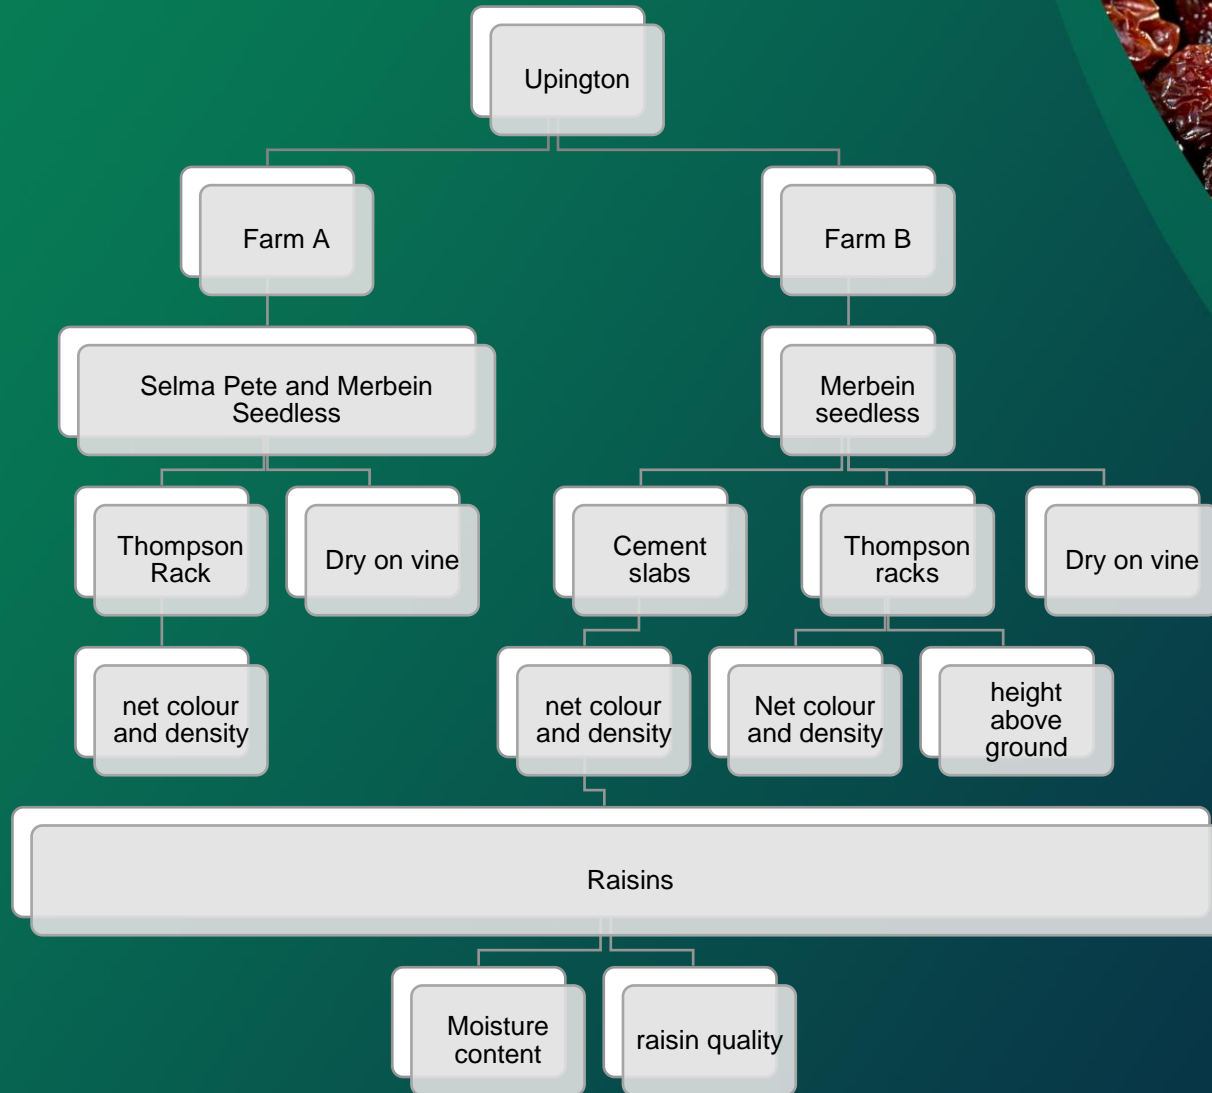 Upington
Farm A
Farm B
Selma Pete and Merbein
Seedless
Merbein
seedless
Thompson
Rack
Dry on vine
Cement
slabs
Thompson
racks
Dry on vine
net colour
and density
net colour
and density
Net colour
and density
height
above
ground
Raisins
Moisture
content
raisin quality